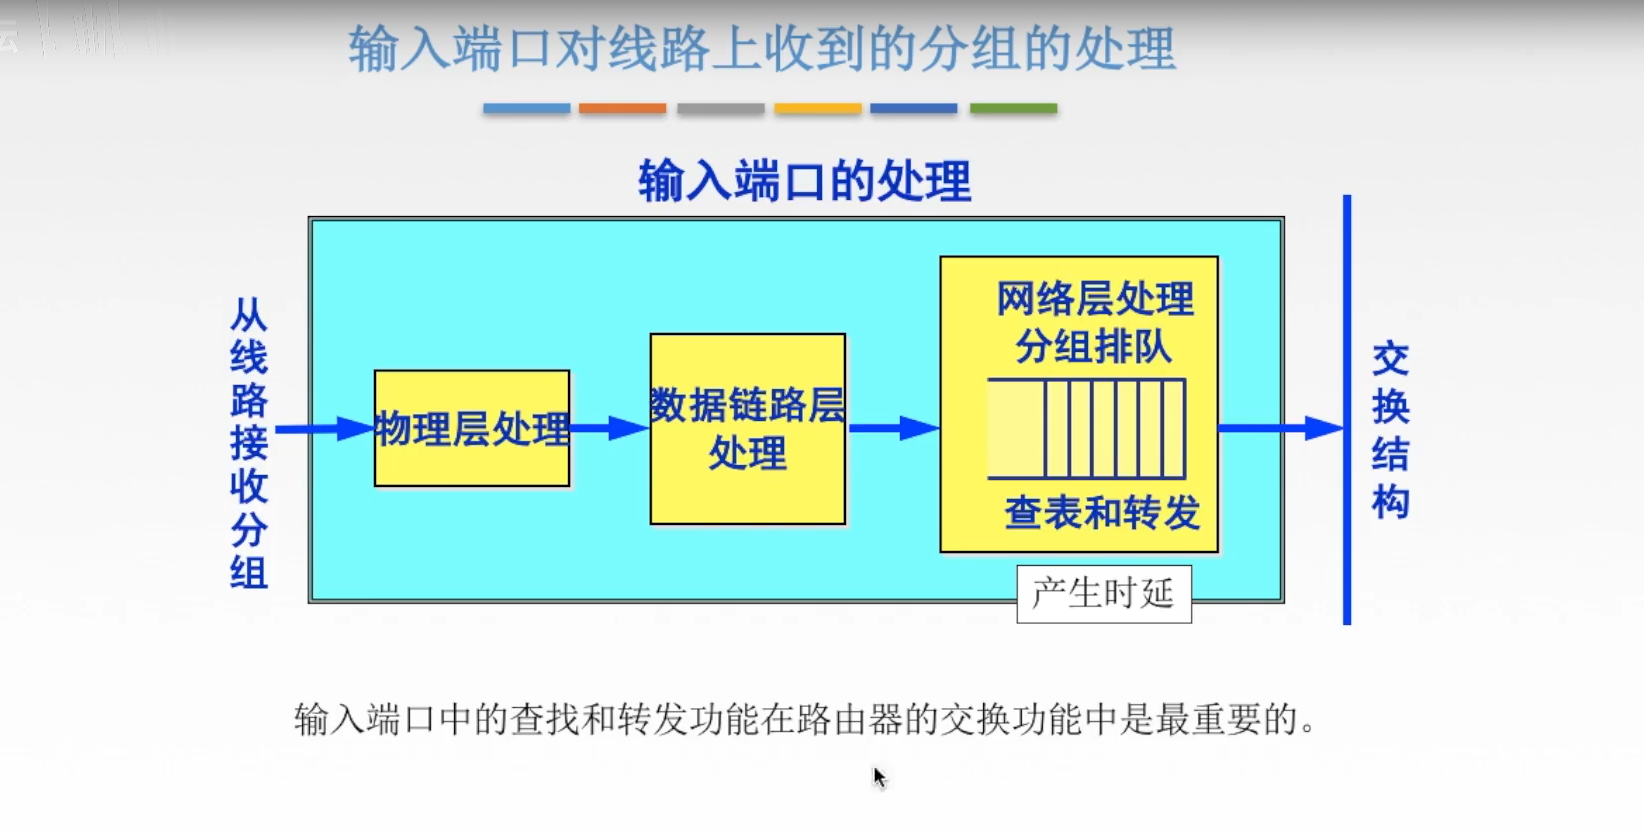 输入端口对线路上收到的分组的处理
输入端口的处理
从线路接收分组
物理层处理
数据链路层
处理
网络层处理
分组排队
查表和转发
产生时延
交换结构
输入端口中的查找和转发功能在路由器的交换功能中是最重要的。